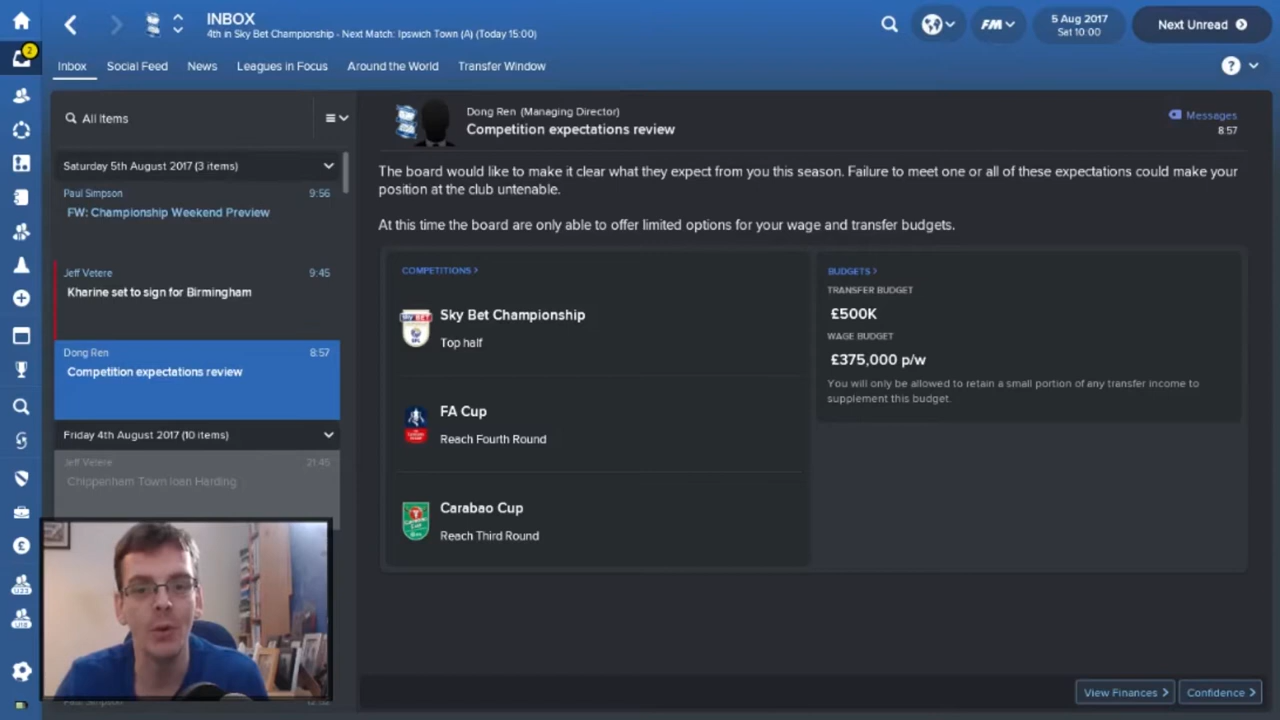 INBOX
4th in Sky Bet Championship - Next Match: Ipswich Town (A) (Today 15:00)
FM
5 Aug 2017
Sat 10:00
Next Unread
2
Inbox
Social Feed
News
Leagues in Focus
Around the World
Transfer Window
?
All Items
Saturday 5th August 2017 (3 items)
Paul Simpson 9:56
FW: Championship Weekend Preview
Jeff Vetere 9:45
Kharine set to sign for Birmingham
Dong Ren 8:57
Competition expectations review
Friday 4th August 2017 (10 items)
Jeff Vetere 21:45
Chippenham Town loan Harding
U23
U18
Dong Ren (Managing Director)
Competition expectations review
Messages
8:57
The board would like to make it clear what they expect from you this season. Failure to meet one or all of these expectations could make your
position at the club untenable.
At this time the board are only able to offer limited options for your wage and transfer budgets.
COMPETITIONS >
Sky Bet Championship
Top half
FA Cup
Reach Fourth Round
Carabao Cup
Reach Third Round
BUDGETS >
TRANSFER BUDGET
£500K
WAGE BUDGET
£375,000 p/w
You will only be allowed to retain a small portion of any transfer income to
supplement this budget.
View Finances >
Confidence >